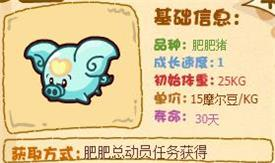 基础信息:
品种:肥肥猪
成长速度:1
初始体重:25KG
单价:15摩尔豆/KG
寿命:30天
获取方式:肥肥总动员任务获得